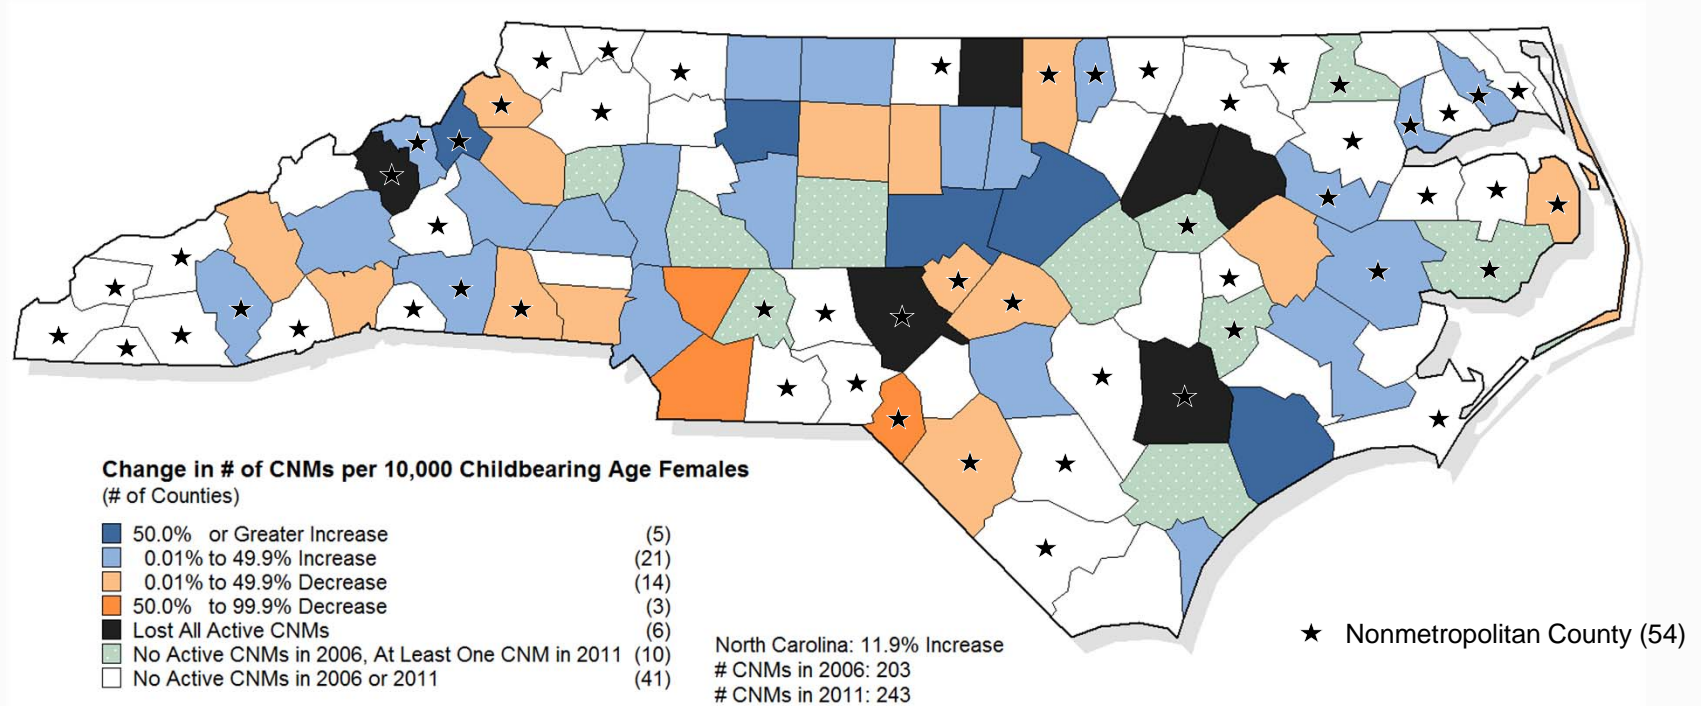 Change in # of CNMs per 10,000 Childbearing Age Females
(# of Counties)
50.0% or Greater Increase (5)
0.01% to 49.9% Increase (21)
0.01% to 49.9% Decrease (14)
50.0% to 99.9% Decrease (3)
Lost All Active CNMs (6)
No Active CNMs in 2006, At Least One CNM in 2011 (10)
No Active CNMs in 2006 or 2011 (41)
North Carolina: 11.9% Increase
# CNMs in 2006: 203
# CNMs in 2011: 243
★ Nonmetropolitan County (54)